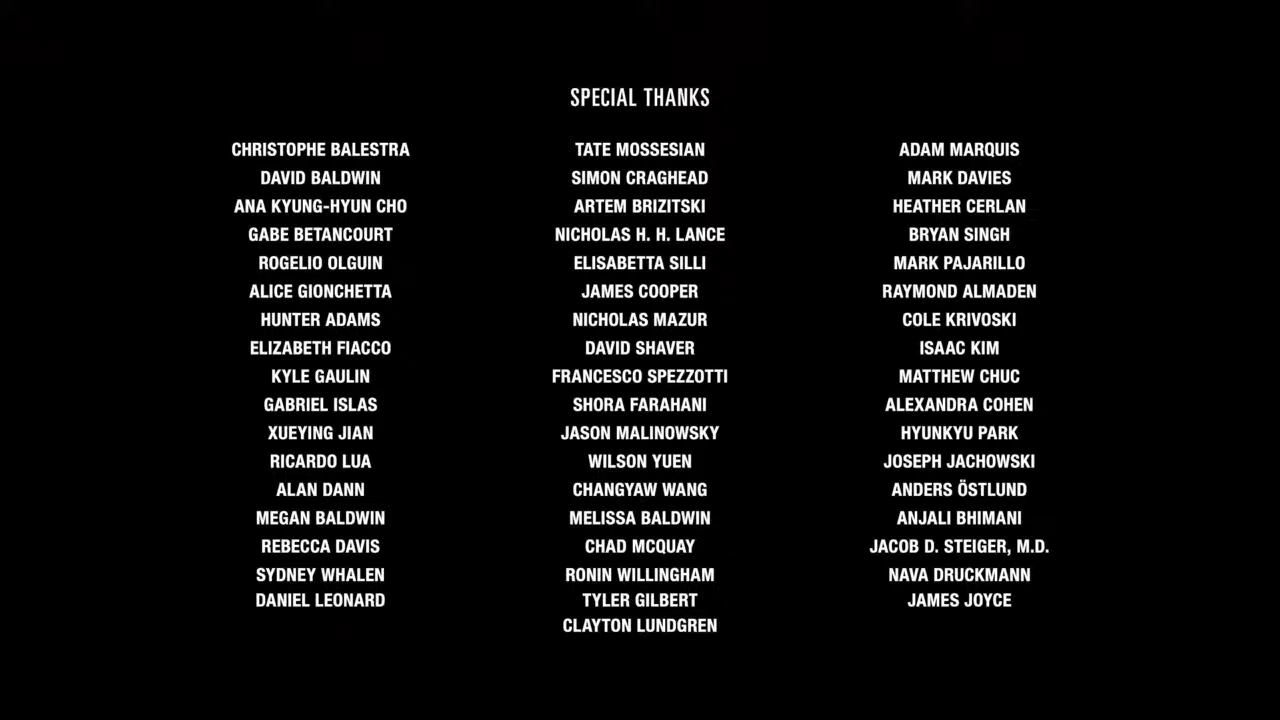 SPECIAL THANKS
CHRISTOPHE BALESTRA
DAVID BALDWIN
ANA KYUNG-HYUN CHO
GABE BETANCOURT
ROGELIO OLGUIN
ALICE GIONCHETTA
HUNTER ADAMS
ELIZABETH FIACCO
KYLE GAULIN
GABRIEL ISLAS
XUEYING JIAN
RICARDO LUA
ALAN DANN
MEGAN BALDWIN
REBECCA DAVIS
SYDNEY WHALEN
DANIEL LEONARD
TATE MOSSESIAN
SIMON CRAGHEAD
ARTEM BRIZITSKI
NICHOLAS H. H. LANCE
ELISABETTA SILLI
JAMES COOPER
NICHOLAS MAZUR
DAVID SHAVER
FRANCESCO SPEZZOTTI
SHORA FARAHANI
JASON MALINOWSKY
WILSON YUEN
CHANGYAW WANG
MELISSA BALDWIN
CHAD MCQUAY
RONIN WILLINGHAM
TYLER GILBERT
CLAYTON LUNDGREN
ADAM MARQUIS
MARK DAVIES
HEATHER CERLAN
BRYAN SINGH
MARK PAJARILLO
RAYMOND ALMADEN
COLE KRIVOSKI
ISAAC KIM
MATTHEW CHUC
ALEXANDRA COHEN
HYUNKYU PARK
JOSEPH JACHOWSKI
ANDERS ÖSTLUND
ANJALI BHIMANI
JACOB D. STEIGER, M.D.
NAVA DRUCKMANN
JAMES JOYCE